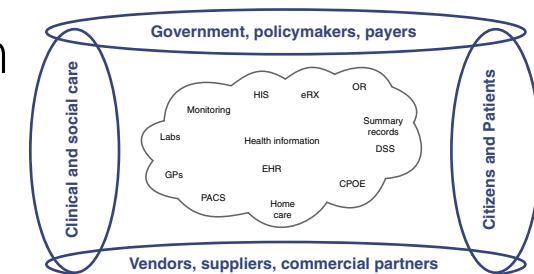 Government, policymakers, payers
Clinical and social care
HIS
eRX
OR
Monitoring
Summary
records
Labs
Health information
DSS
GPs
EHR
CPOE
PACS
Home
care
Citizens and Patients
Vendors, suppliers, commercial partners